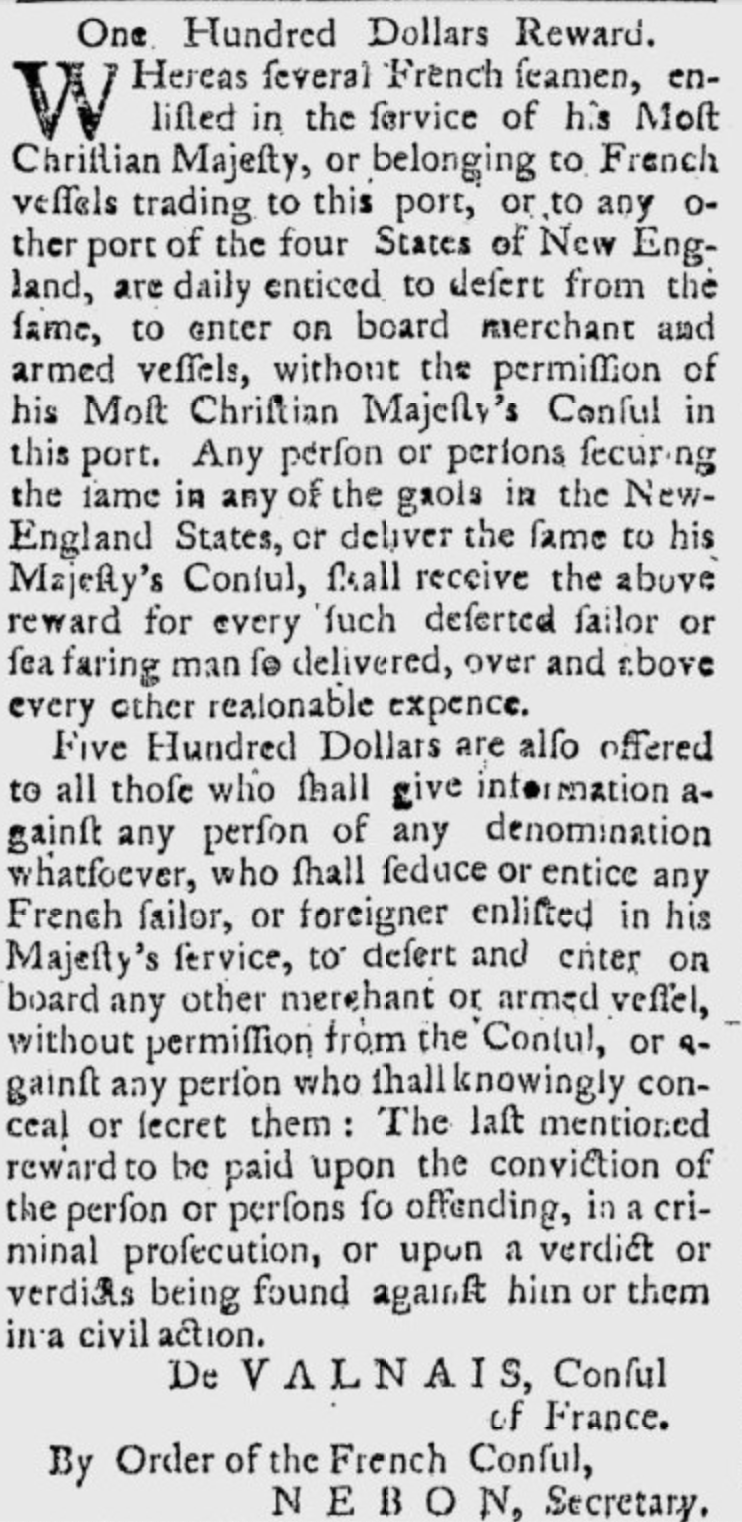 One Hundred Dollars Reward.
WHereas ſeveral French ſeamen, en-
liſted in the ſervice of his Moſt
Chriſtian Majeſty, or belonging to French
veſſels trading to this port, or to any o-
ther port of the four States of New Eng-
land, are daily enticed to deſert from the
ſame, to enter on board merchant and
armed veſſels, without the permiſſion of
his Moſt Chriſtian Majeſty's Conſul in
this port. Any perſon or perſons ſecuring
the ſame in any of the gaols in the New-
England States, or deliver the ſame to his
Majeſty's Conſul, ſhall receive the above
reward for every ſuch deſerted ſailor or
ſea faring man ſo delivered, over and above
every other reaſonable expence.
Five Hundred Dollars are alſo offered
to all thoſe who ſhall give information a-
gainſt any perſon of any denomination
whatſoever, who ſhall ſeduce or entice any
French ſailor, or foreigner enliſted in his
Majeſty's ſervice, to deſert and enter on
board any other merchant or armed veſſel,
without permiſſion from the Conſul, or a-
gainſt any perſon who ſhall knowingly con-
ceal or ſecret them : The laſt mentioned
reward to be paid upon the conviction of
the perſon or perſons ſo offending, in a cri-
minal proſecution, or upon a verdict or
verdicts being found againſt him or them
in a civil action.
De VALNAIS, Conſul
of France.
By Order of the French Conſul,
NEBON, Secretary.